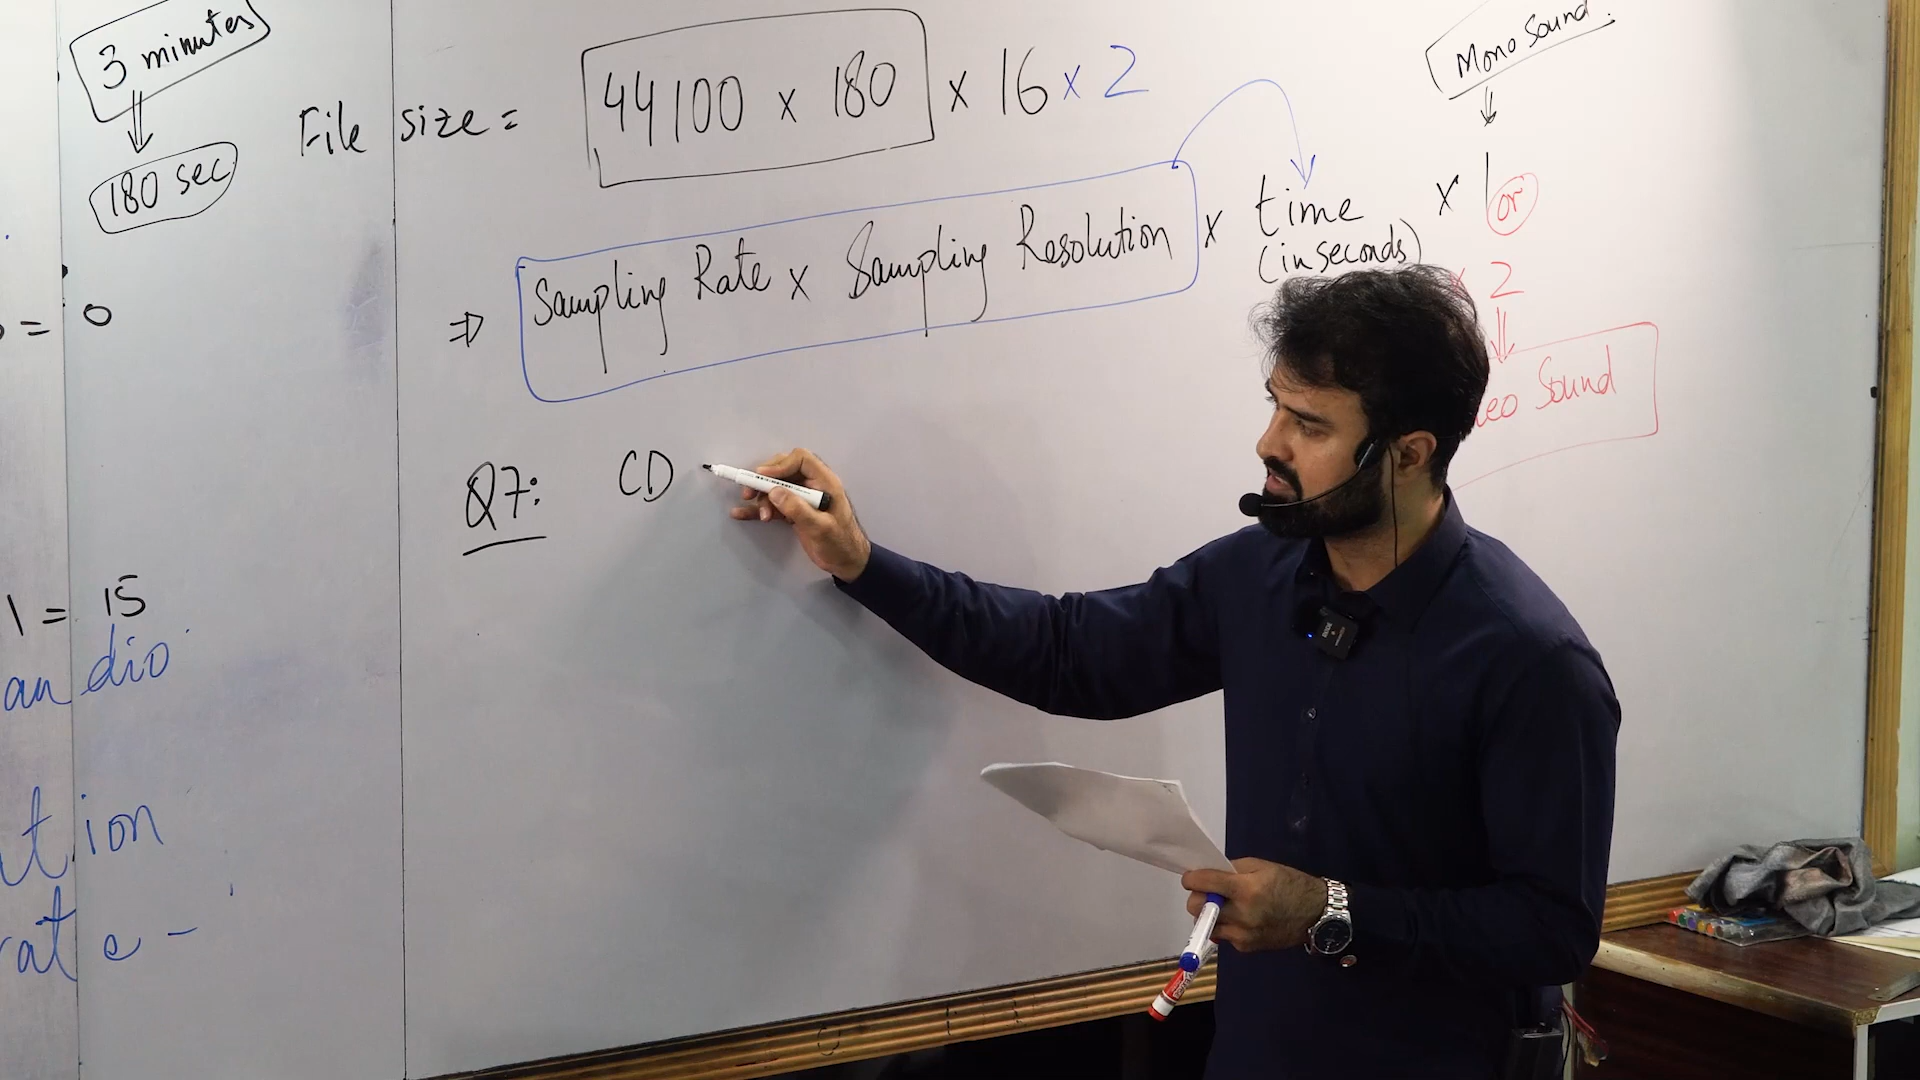 3 minutes
180 sec
File size = 44100 x 180 x 16 x 2
Mono Sound
⇒ Sampling Rate x Sampling Resolution x time x 1 or
(in seconds)
x 2
eo Sound
= 0
Q7: CD
1 = 15
audio
tion
rate -